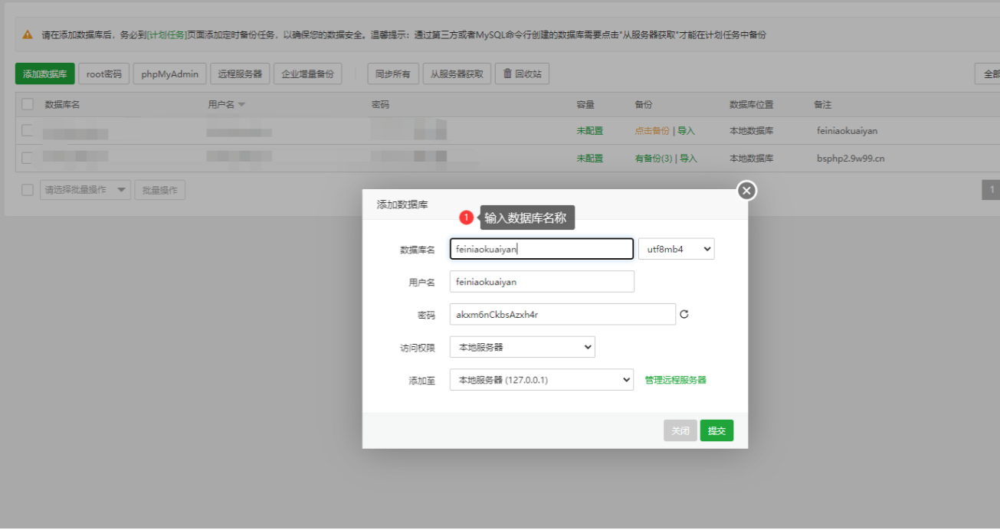 请在添加数据库后，务必到[计划任务]页面添加定时备份任务，以确保您的数据安全。温馨提示：通过第三方或者MySQL命令行创建的数据库需要点击"从服务器获取"才能在计划任务中备份
添加数据库 root密码 phpMyAdmin 远程服务器 企业增量备份 同步所有 从服务器获取 回收站 全部
数据库名 用户名 密码 容量 备份 数据库位置 备注
未配置 点击备份 | 导入 本地数据库 feiniaokuaiyan
未配置 有备份(3) | 导入 本地数据库 bsphp2.9w99.cn
请选择批量操作 批量操作 1
添加数据库
1 输入数据库名称
数据库名 feiniaokuaiyan utf8mb4
用户名 feiniaokuaiyan
密码 akxm6nCkbsAzxh4r
访问权限 本地服务器
添加至 本地服务器 (127.0.0.1) 管理远程服务器
关闭 提交